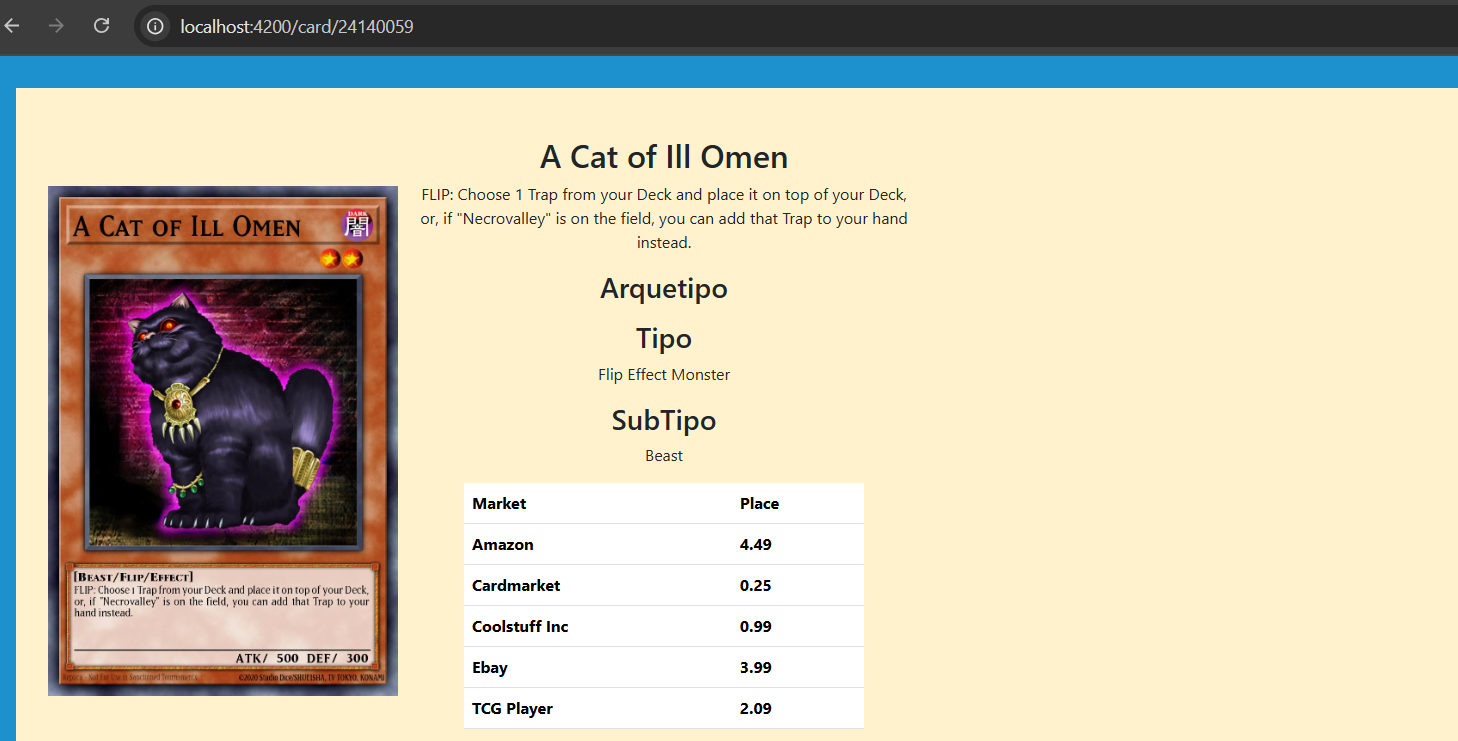 localhost:4200/card/24140059
A Cat of Ill Omen
FLIP: Choose 1 Trap from your Deck and place it on top of your Deck,
or, if "Necrovalley" is on the field, you can add that Trap to your hand
instead.
Arquetipo
Tipo
Flip Effect Monster
SubTipo
Beast
Market Place
Amazon 4.49
Cardmarket 0.25
Coolstuff Inc 0.99
Ebay 3.99
TCG Player 2.09
A CAT OF ILL OMEN
DARK
闇
[BEAST/FLIP/EFFECT]
FLIP: Choose 1 Trap from your Deck and place it on top of your Deck,
or, if "Necrovalley" is on the field, you can add that Trap to your
hand instead.
ATK/ 500 DEF/ 300
©2020 Studio Dice/SHUEISHA, TV TOKYO, KONAMI